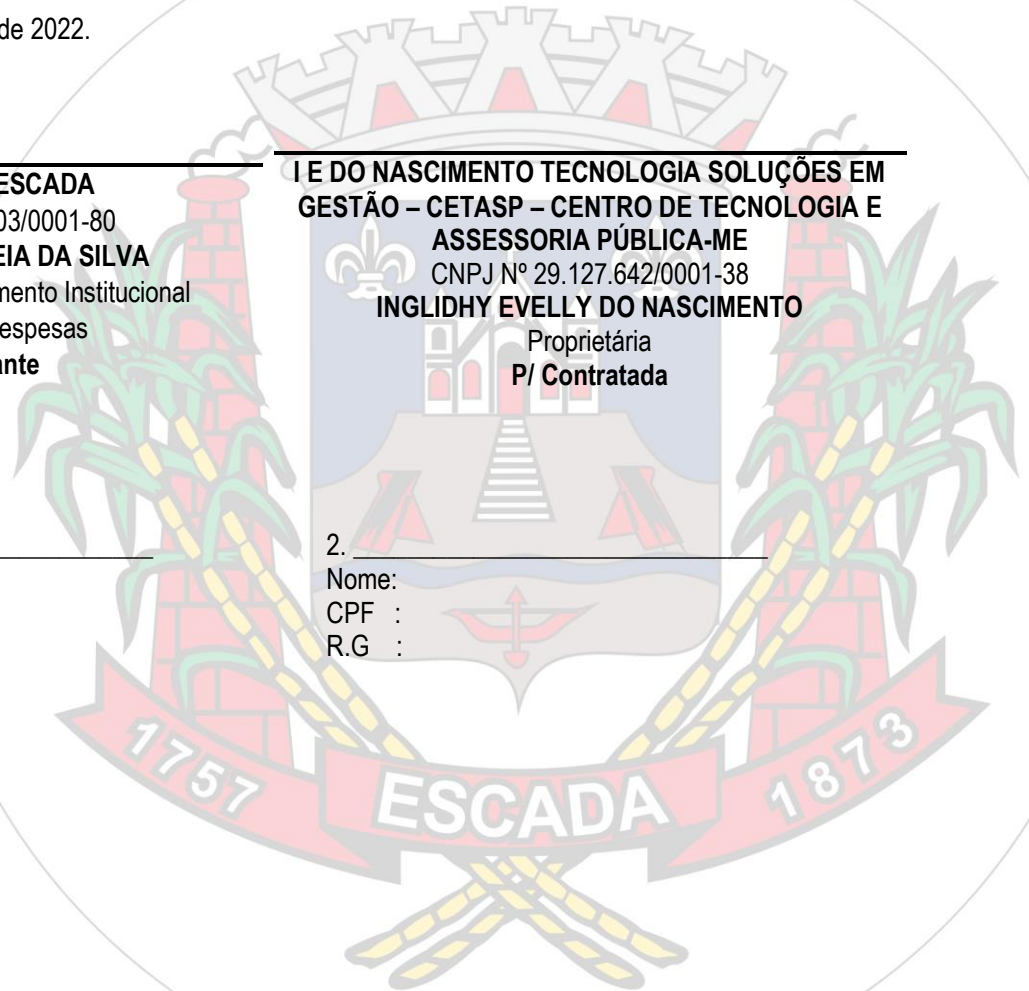 de 2022.
ESCADA
03/0001-80
EIA DA SILVA
mento Institucional
espesas
ante
I E DO NASCIMENTO TECNOLOGIA SOLUÇÕES EM
GESTÃO – CETASP – CENTRO DE TECNOLOGIA E
ASSESSORIA PÚBLICA-ME
CNPJ Nº 29.127.642/0001-38
INGLIDHY EVELLY DO NASCIMENTO
Proprietária
P/ Contratada
2. ______________________________
Nome:
CPF :
R.G :
1757 ESCADA 1873